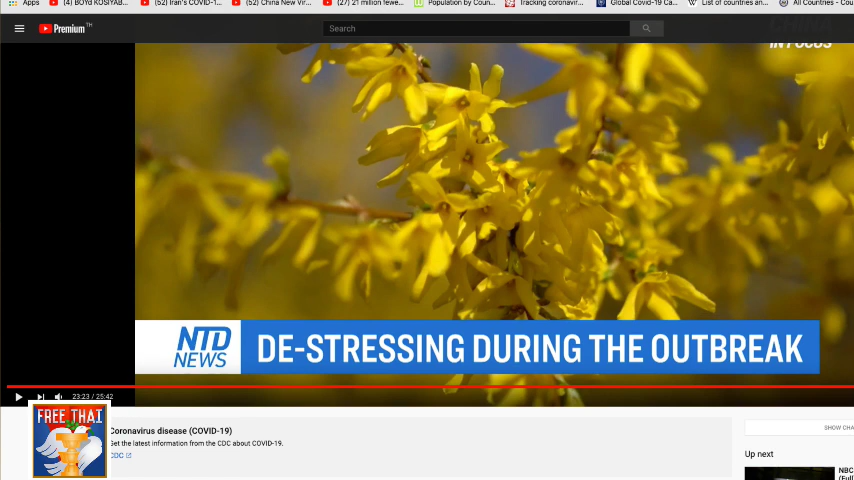 Apps (4) BOYd KOSIYAB... (52) Iran's COVID-1... (52) China New Vir... (27) 21 million fewe... Population by Coun... Tracking coronavir... Global Covid-19 Ca... List of countries an... All Countries - Cou
Premium TH
Search
CHINA
IN FOCUS
NTD
NEWS
DE-STRESSING DURING THE OUTBREAK
23:23 / 25:42
FREE THAI
Coronavirus disease (COVID-19)
Get the latest information from the CDC about COVID-19.
CDC
SHOW CHA
Up next
NBC
(Full